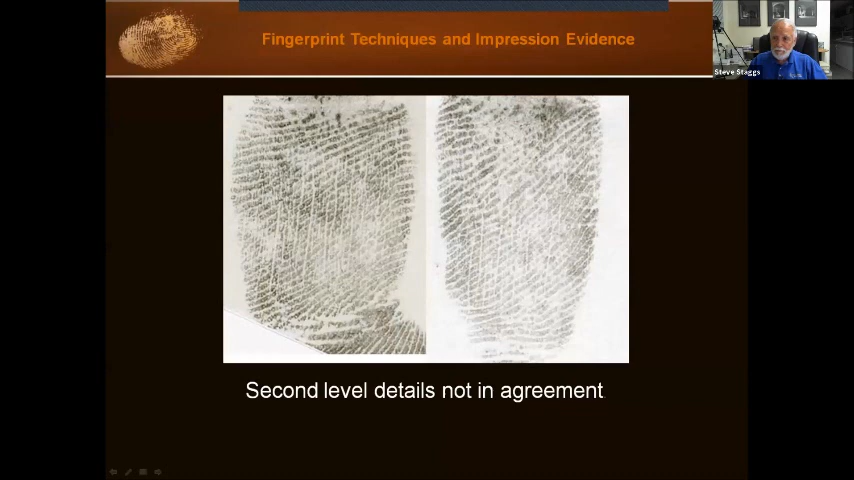 Fingerprint Techniques and Impression Evidence
Steve Staggs
Second level details not in agreement